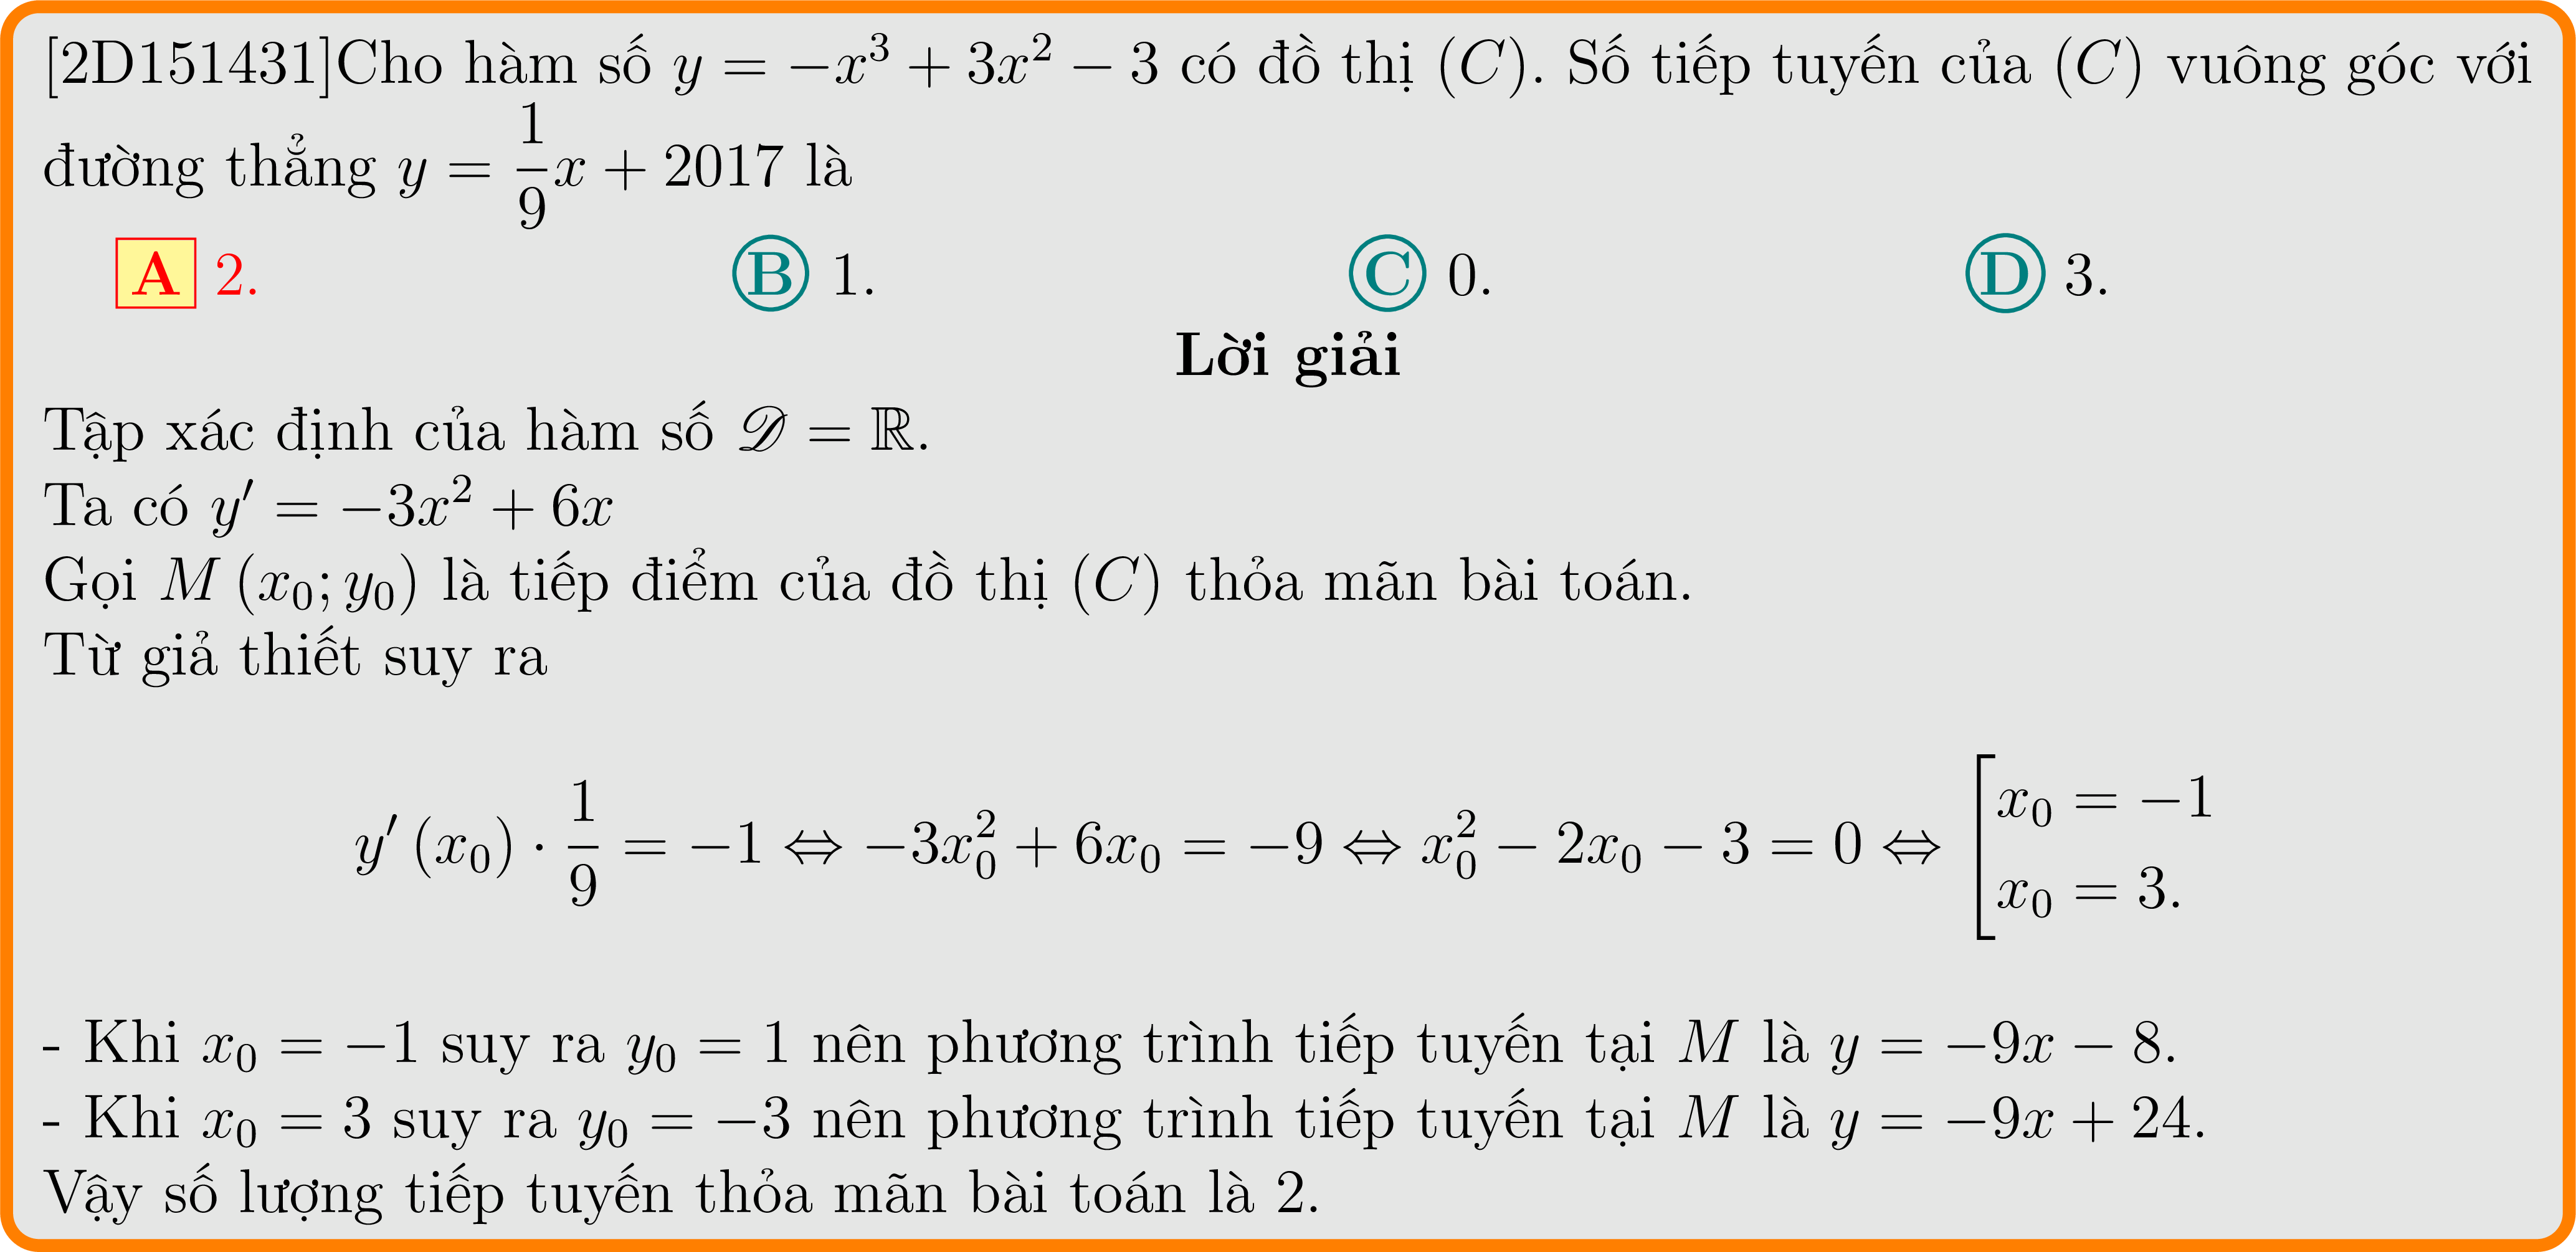 [2D151431]Cho hàm số $y = -x^3 + 3x^2 - 3$ có đồ thị $(C)$. Số tiếp tuyến của $(C)$ vuông góc với
đường thẳng $y = \dfrac{1}{9}x + 2017$ là
A 2. B 1. C 0. D 3.
Lời giải
Tập xác định của hàm số $\mathscr{D} = \mathbb{R}$.
Ta có $y' = -3x^2 + 6x$
Gọi $M(x_0; y_0)$ là tiếp điểm của đồ thị $(C)$ thỏa mãn bài toán.
Từ giả thiết suy ra
$y'(x_0) \cdot \dfrac{1}{9} = -1 \Leftrightarrow -3x_0^2 + 6x_0 = -9 \Leftrightarrow x_0^2 - 2x_0 - 3 = 0 \Leftrightarrow \left[\begin{array}{l} x_0 = -1 \\ x_0 = 3. \end{array}\right.$
- Khi $x_0 = -1$ suy ra $y_0 = 1$ nên phương trình tiếp tuyến tại $M$ là $y = -9x - 8$.
- Khi $x_0 = 3$ suy ra $y_0 = -3$ nên phương trình tiếp tuyến tại $M$ là $y = -9x + 24$.
Vậy số lượng tiếp tuyến thỏa mãn bài toán là 2.